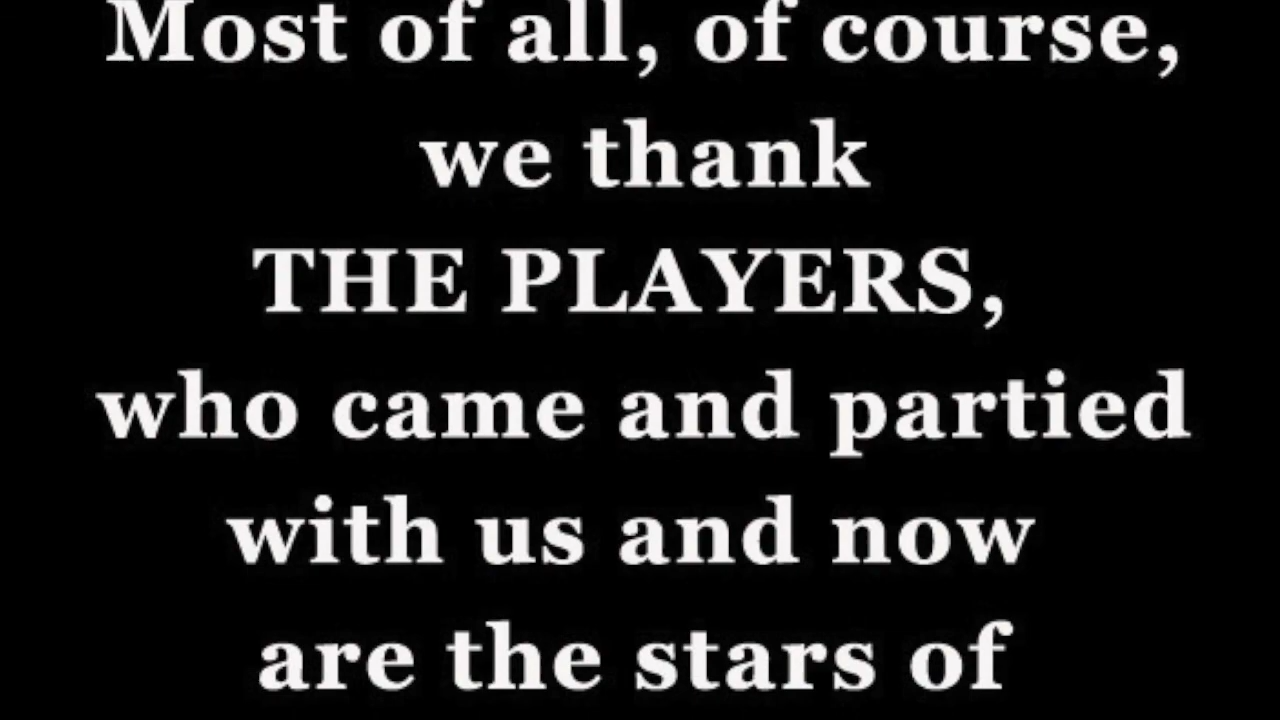 Most of all, of course,
we thank
THE PLAYERS,
who came and partied
with us and now
are the stars of